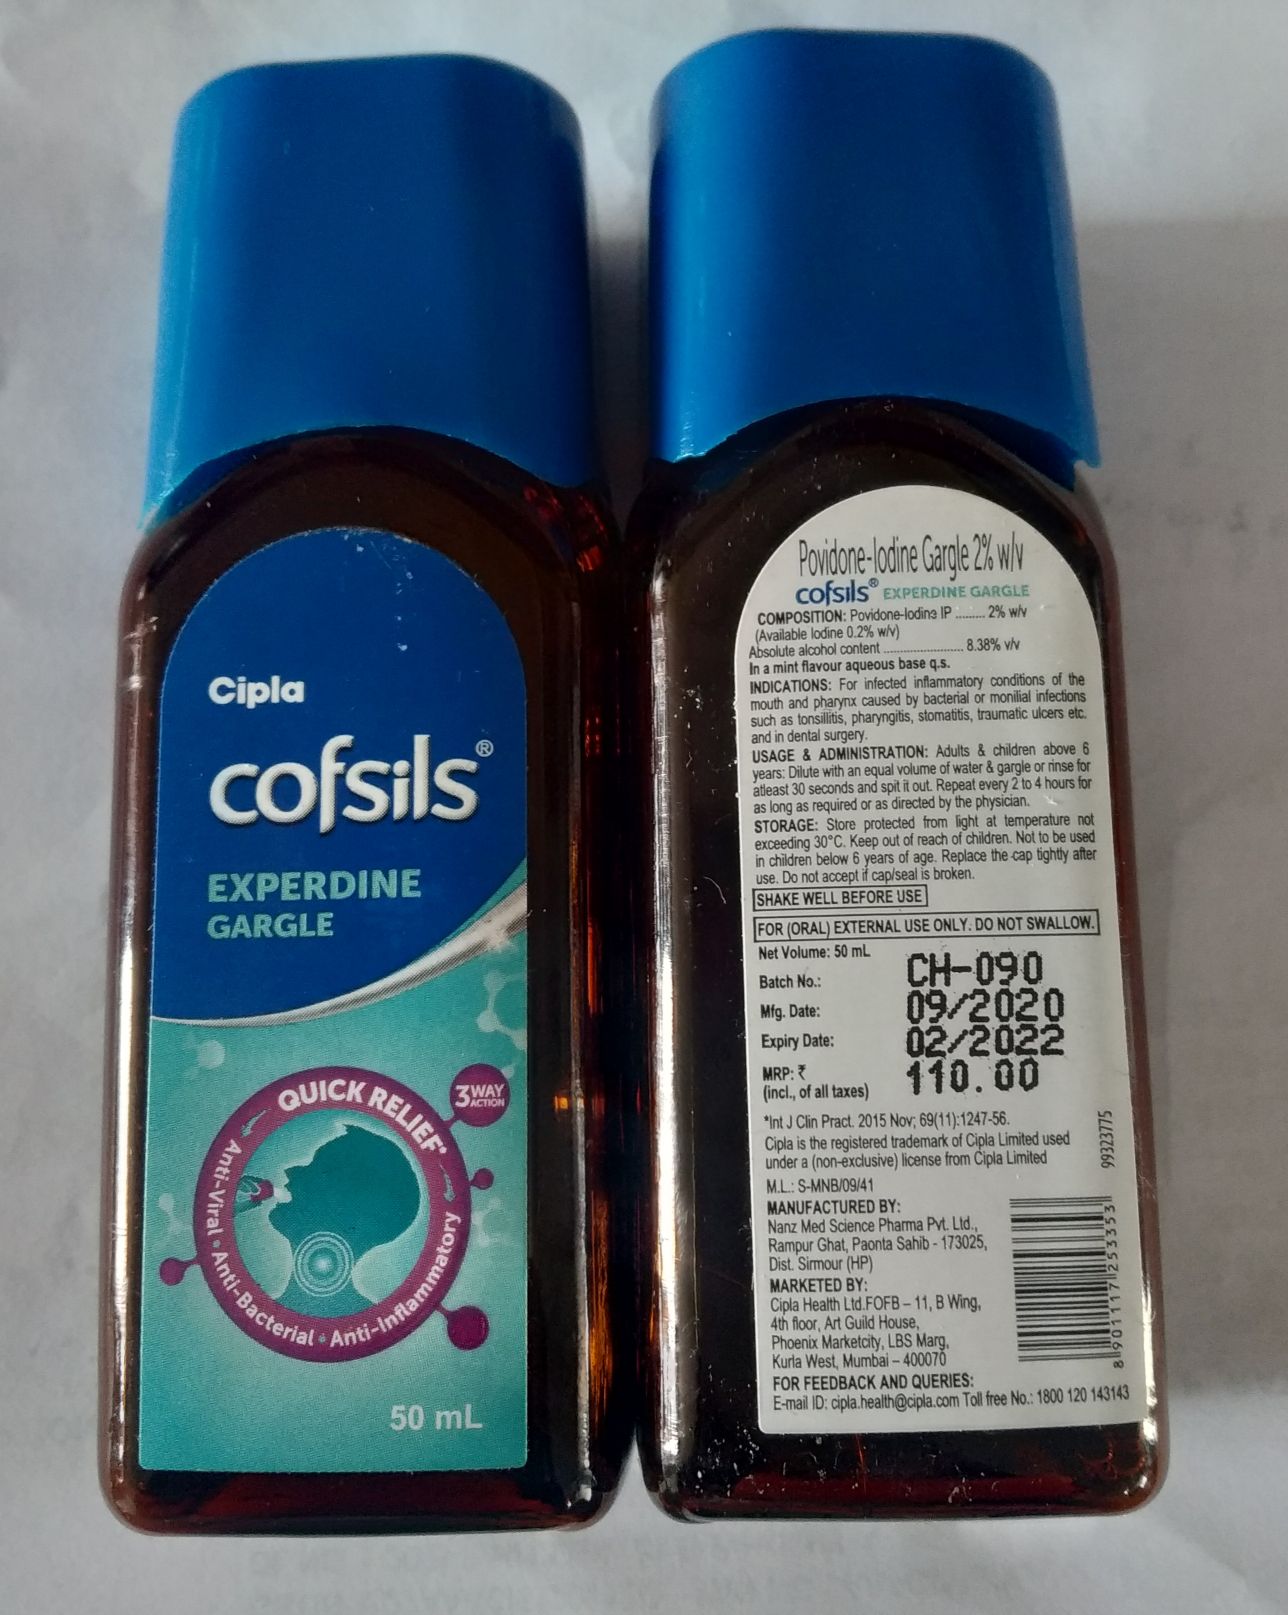 Cipla
cofsils®
EXPERDINE
GARGLE
QUICK RELIEF*
3 WAY
ACTION
Anti-Viral • Anti-Bacterial • Anti-Inflammatory
50 mL
Povidone-Iodine Gargle 2% w/v
cofsils® EXPERDINE GARGLE
COMPOSITION: Povidone-Iodine IP ......... 2% w/v
(Available Iodine 0.2% w/v)
Absolute alcohol content ........................ 8.38% v/v
In a mint flavour aqueous base q.s.
INDICATIONS: For infected inflammatory conditions of the
mouth and pharynx caused by bacterial or monilial infections
such as tonsillitis, pharyngitis, stomatitis, traumatic ulcers etc.
and in dental surgery.
USAGE & ADMINISTRATION: Adults & children above 6
years: Dilute with an equal volume of water & gargle or rinse for
atleast 30 seconds and spit it out. Repeat every 2 to 4 hours for
as long as required or as directed by the physician.
STORAGE: Store protected from light at temperature not
exceeding 30°C. Keep out of reach of children. Not to be used
in children below 6 years of age. Replace the cap tightly after
use. Do not accept if cap/seal is broken.
SHAKE WELL BEFORE USE
FOR (ORAL) EXTERNAL USE ONLY. DO NOT SWALLOW.
Net Volume: 50 mL
Batch No.: CH-090
Mfg. Date: 09/2020
Expiry Date: 02/2022
MRP: ₹ 110.00
(incl., of all taxes)
*Int J Clin Pract. 2015 Nov; 69(11):1247-56.
Cipla is the registered trademark of Cipla Limited used
under a (non-exclusive) license from Cipla Limited
99323775
M.L.: S-MNB/09/41
MANUFACTURED BY:
Nanz Med Science Pharma Pvt. Ltd.,
Rampur Ghat, Paonta Sahib - 173025,
Dist. Sirmour (HP)
MARKETED BY:
Cipla Health Ltd.FOFB – 11, B Wing,
4th floor, Art Guild House,
Phoenix Marketcity, LBS Marg,
Kurla West, Mumbai – 400070
8 901117 253353
FOR FEEDBACK AND QUERIES:
E-mail ID: cipla.health@cipla.com Toll free No.: 1800 120 143143